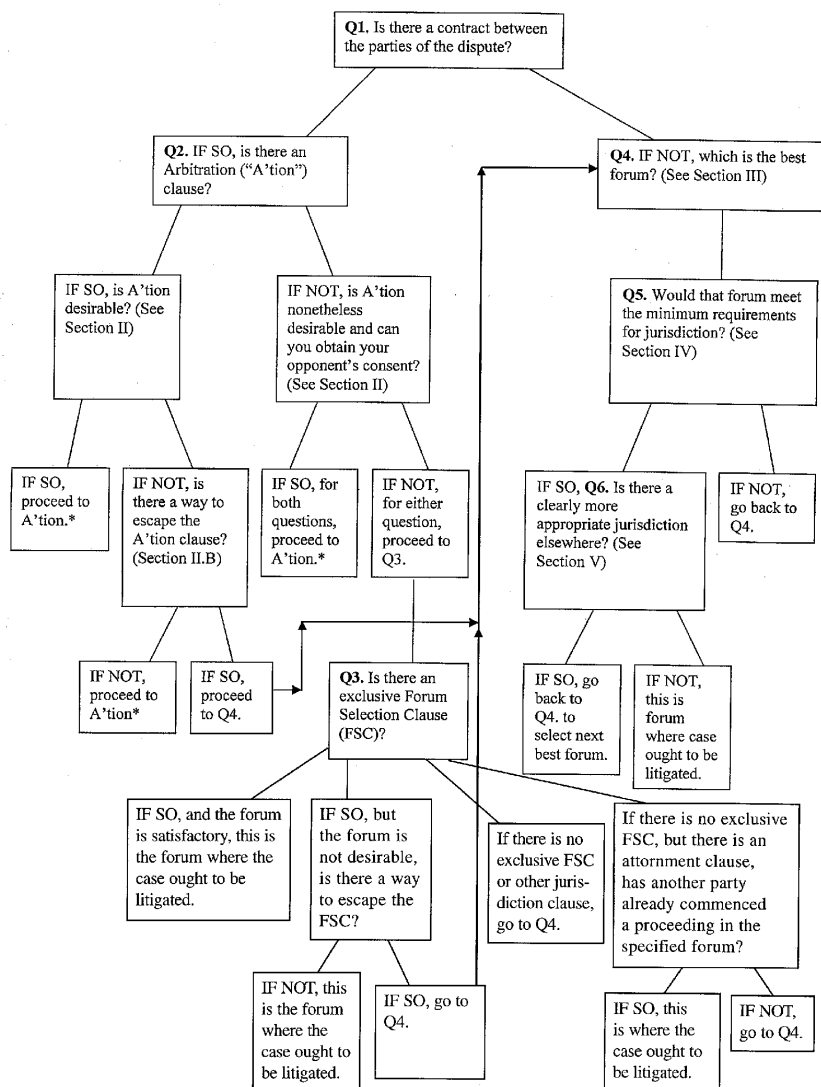 Q1. Is there a contract between
the parties of the dispute?
Q2. IF SO, is there an
Arbitration (“A’tion”)
clause?
Q4. IF NOT, which is the best
forum? (See Section III)
IF SO, is A’tion
desirable? (See
Section II)
IF NOT, is A’tion
nonetheless
desirable and can
you obtain your
opponent’s consent?
(See Section II)
Q5. Would that forum meet
the minimum requirements
for jurisdiction? (See
Section IV)
IF SO,
proceed to
A’tion.*
IF NOT, is
there a way to
escape the
A’tion clause?
(Section II.B)
IF SO, for
both
questions,
proceed to
A’tion.*
IF NOT,
for either
question,
proceed to
Q3.
IF SO, Q6. Is there a
clearly more
appropriate jurisdiction
elsewhere? (See
Section V)
IF NOT,
go back to
Q4.
IF NOT,
proceed to
A’tion*
IF SO,
proceed
to Q4.
Q3. Is there an
exclusive Forum
Selection Clause
(FSC)?
IF SO, go
back to
Q4. to
select next
best forum.
IF NOT,
this is
forum
where case
ought to be
litigated.
IF SO, and the forum
is satisfactory, this is
the forum where the
case ought to be
litigated.
IF SO, but
the forum is
not desirable,
is there a way
to escape the
FSC?
If there is no
exclusive FSC
or other juris-
diction clause,
go to Q4.
If there is no exclusive
FSC, but there is an
attornment clause,
has another party
already commenced
a proceeding in the
specified forum?
IF NOT, this
is the forum
where the
case ought to
be litigated.
IF SO, go to
Q4.
IF SO, this
is where the
case ought to
be litigated.
IF NOT,
go to Q4.